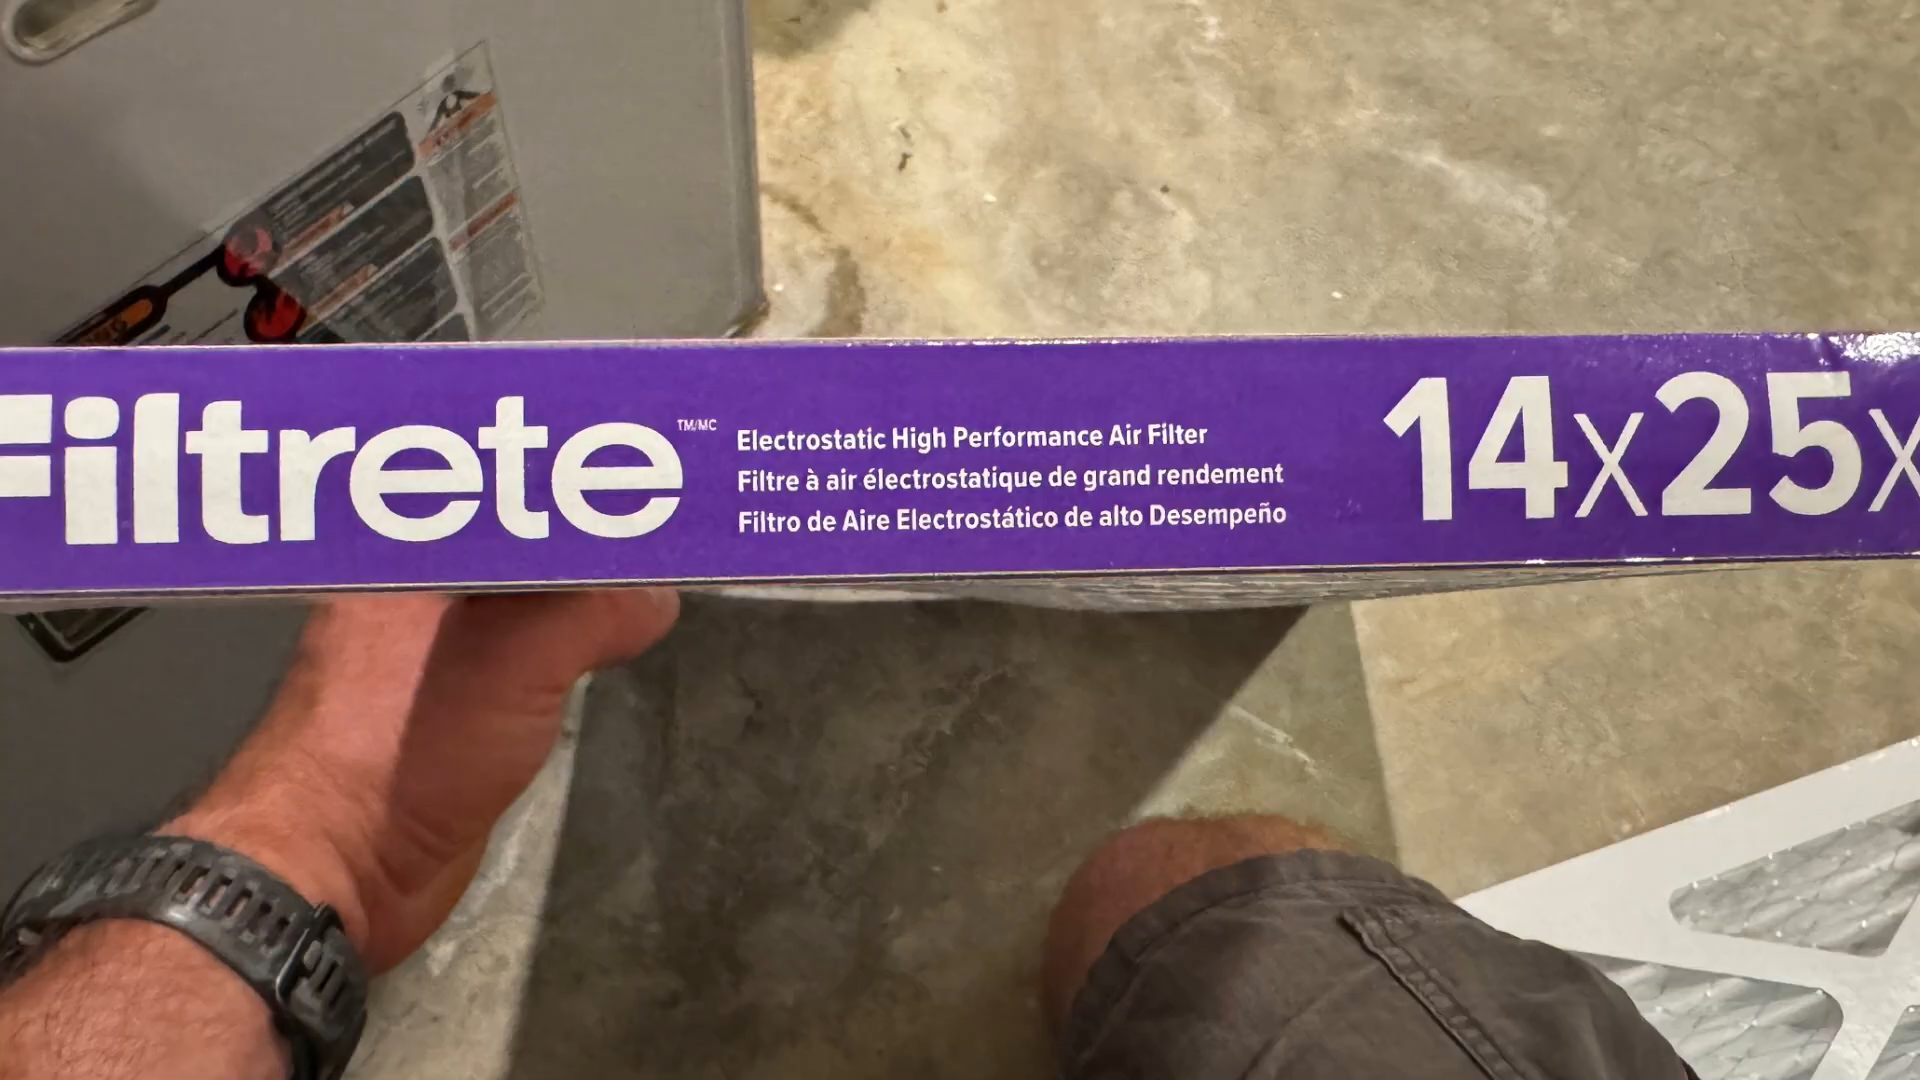 Filtrete TM/MC
Electrostatic High Performance Air Filter
Filtre à air électrostatique de grand rendement
Filtro de Aire Electrostático de alto Desempeño
14x25x